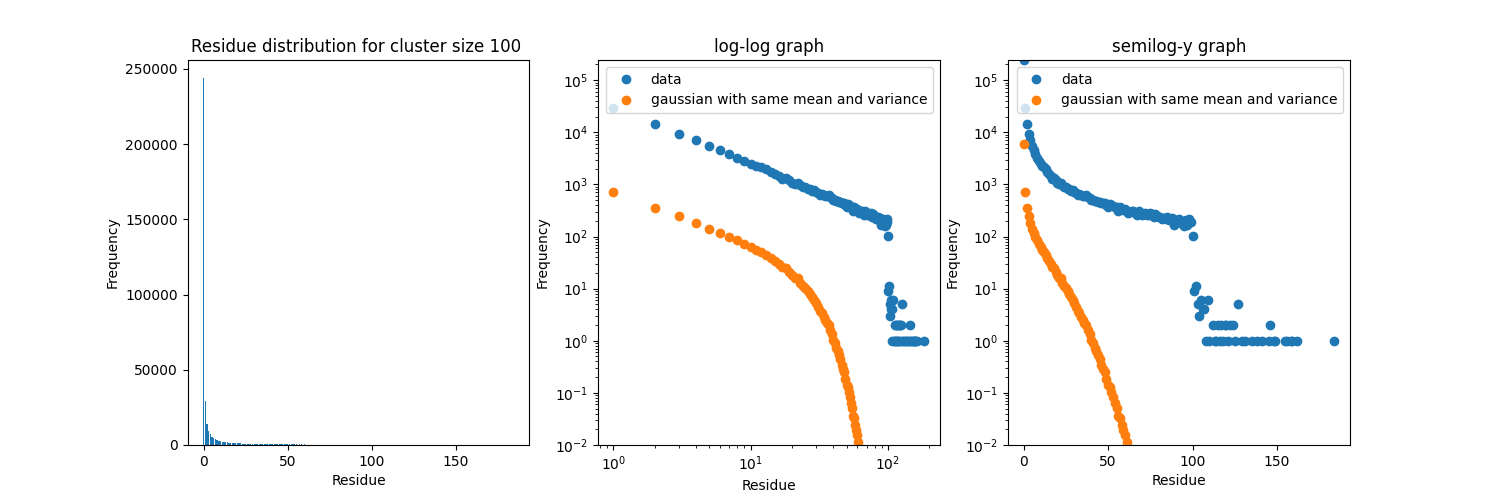 Residue distribution for cluster size 100
250000
200000
150000
100000
50000
0
Frequency
0 50 100 150
Residue
log-log graph
data
gaussian with same mean and variance
10^5
10^4
10^3
10^2
10^1
10^0
10^-1
10^-2
Frequency
10^0 10^1 10^2
Residue
semilog-y graph
data
gaussian with same mean and variance
10^5
10^4
10^3
10^2
10^1
10^0
10^-1
10^-2
Frequency
0 50 100 150
Residue